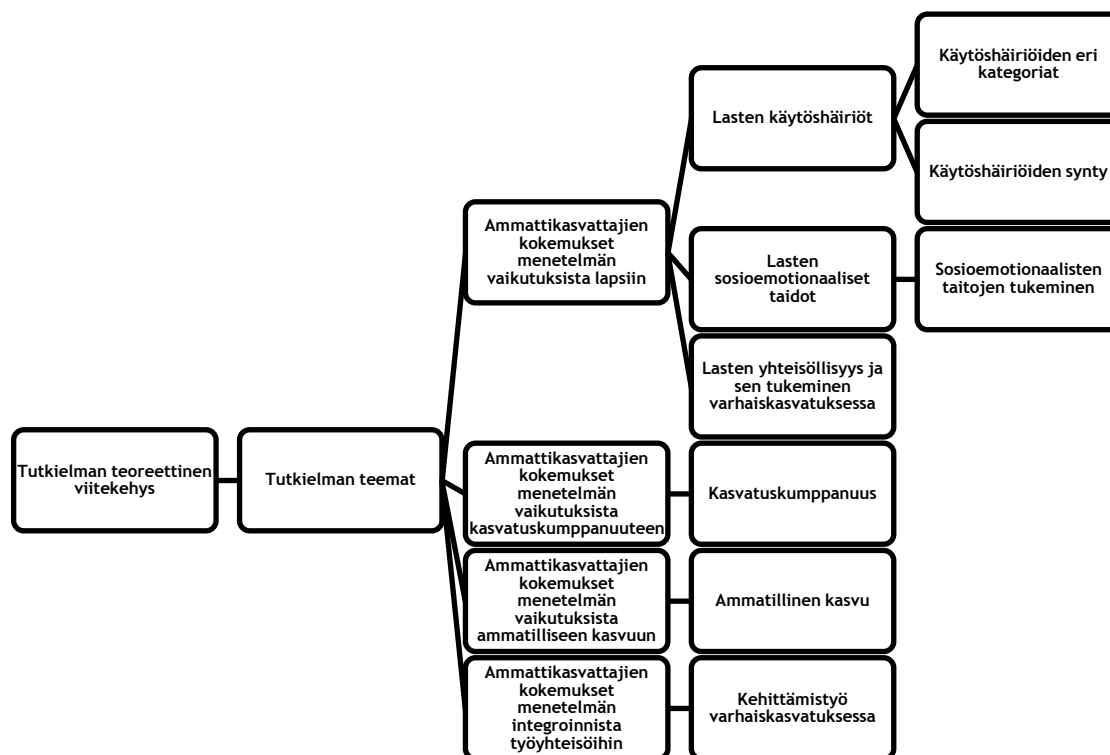 Tutkielman teoreettinen
viitekehys
Tutkielman teemat
Ammattikasvattajien
kokemukset
menetelmän
vaikutuksista lapsiin
Lasten käytöshäiriöt
Käytöshäiriöiden eri
kategoriat
Käytöshäiriöiden synty
Lasten
sosioemotionaaliset
taidot
Sosioemotionaalisten
taitojen tukeminen
Lasten yhteisöllisyys ja
sen tukeminen
varhaiskasvatuksessa
Ammattikasvattajien
kokemukset
menetelmän
vaikutuksista
kasvatuskumppanuuteen
Kasvatuskumppanuus
Ammattikasvattajien
kokemukset
menetelmän
vaikutuksista
ammatilliseen kasvuun
Ammatillinen kasvu
Ammattikasvattajien
kokemukset
menetelmän
integroinnista
työyhteisöihin
Kehittämistyö
varhaiskasvatuksessa